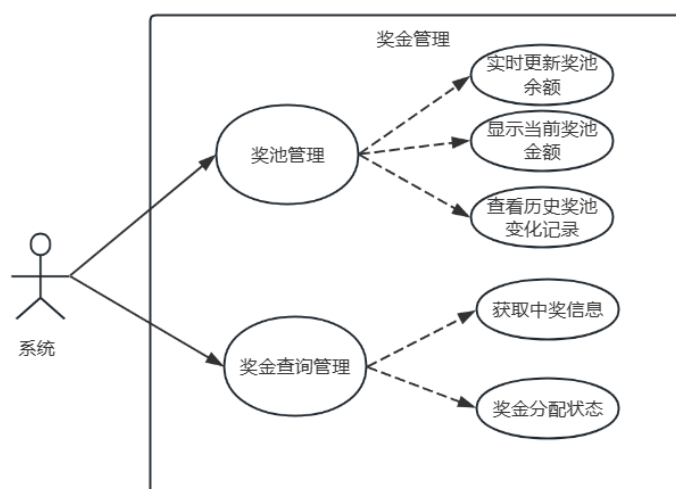 奖金管理
实时更新奖池
余额
显示当前奖池
金额
奖池管理
查看历史奖池
变化记录
系统
获取中奖信息
奖金查询管理
奖金分配状态